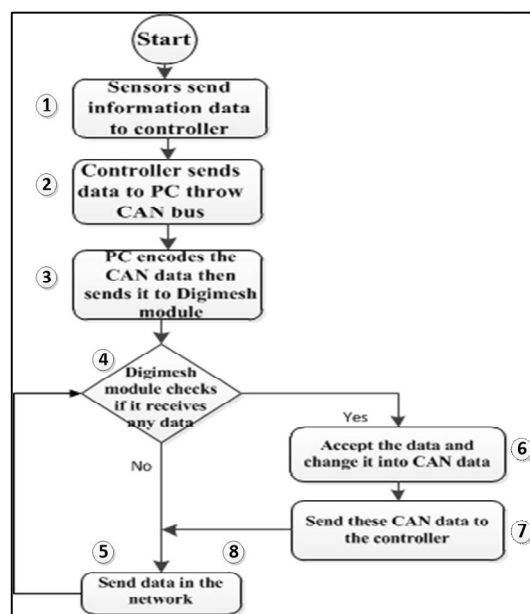 Start
1
Sensors send
information data
to controller
2
Controller sends
data to PC throw
CAN bus
3
PC encodes the
CAN data then
sends it to Digimesh
module
4
Digimesh
module checks
if it receives
any data
Yes
No
6
Accept the data and
change it into CAN data
7
Send these CAN data to
the controller
8
5
Send data in the
network